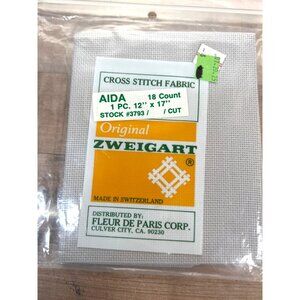 CROSS STITCH FABRIC
AIDA 18 Count
1 PC. 12" x 17"
STOCK #3793 / / CUT
Original
ZWEIGART
®
MADE IN SWITZERLAND
DISTRIBUTED BY:
FLEUR DE PARIS CORP.
CULVER CITY, CA. 90230